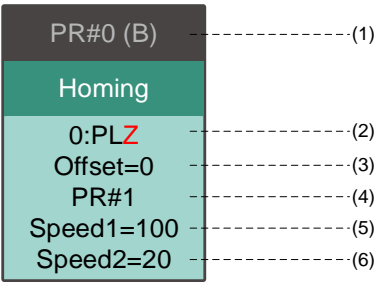 PR#0 (B) (1)
Homing
0:PLZ (2)
Offset=0 (3)
PR#1 (4)
Speed1=100 (5)
Speed2=20 (6)